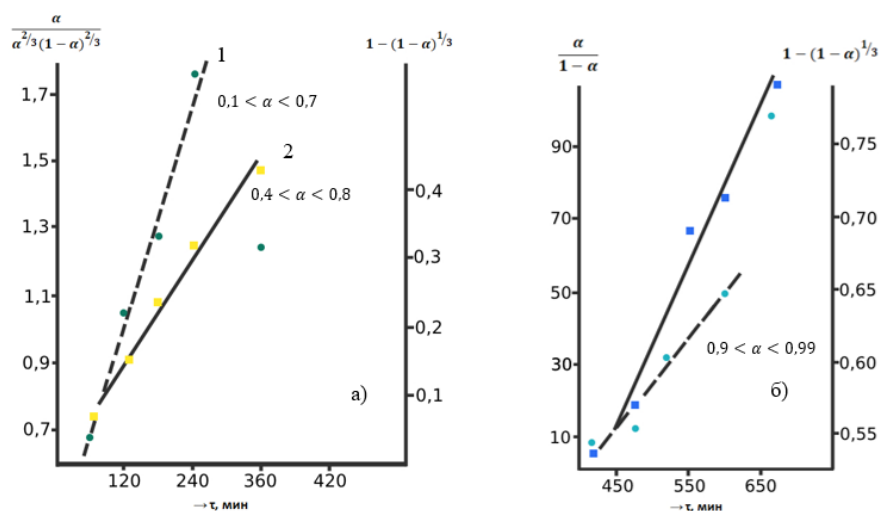 α / α^2/3(1−α)^2/3
1−(1−α)^1/3
1
0,1 < α < 0,7
2
0,4 < α < 0,8
1,7
1,5
1,3
1,1
0,9
0,7
0,4
0,3
0,2
0,1
а)
120 240 360 420
→τ, мин
α / 1−α
1−(1−α)^1/3
90
70
50
30
10
0,75
0,70
0,65
0,60
0,55
0,9 < α < 0,99
б)
450 550 650
→τ. мин